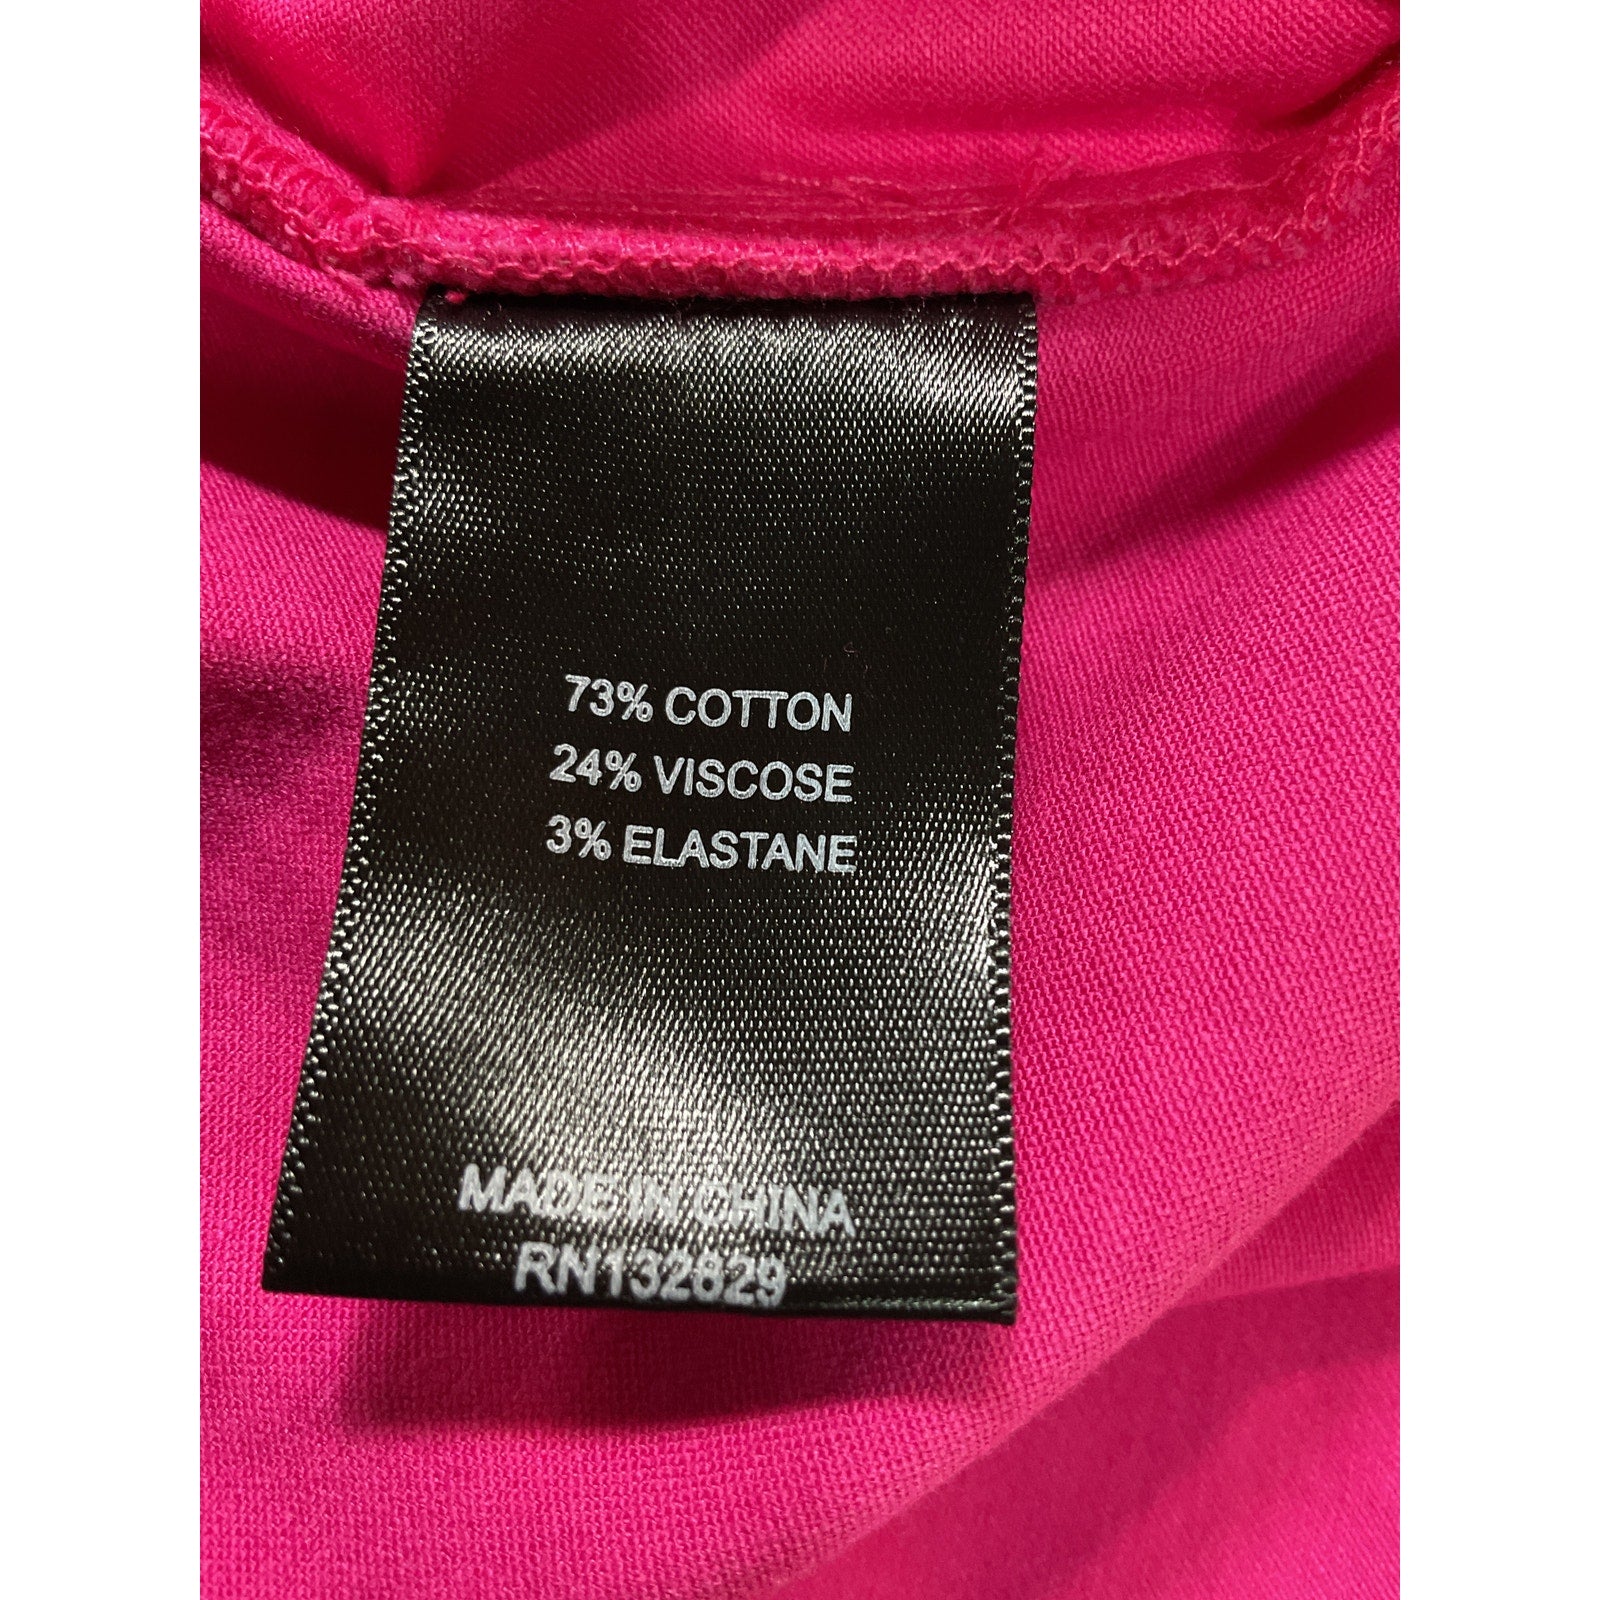 73% COTTON
24% VISCOSE
3% ELASTANE
MADE IN CHINA
RN132829